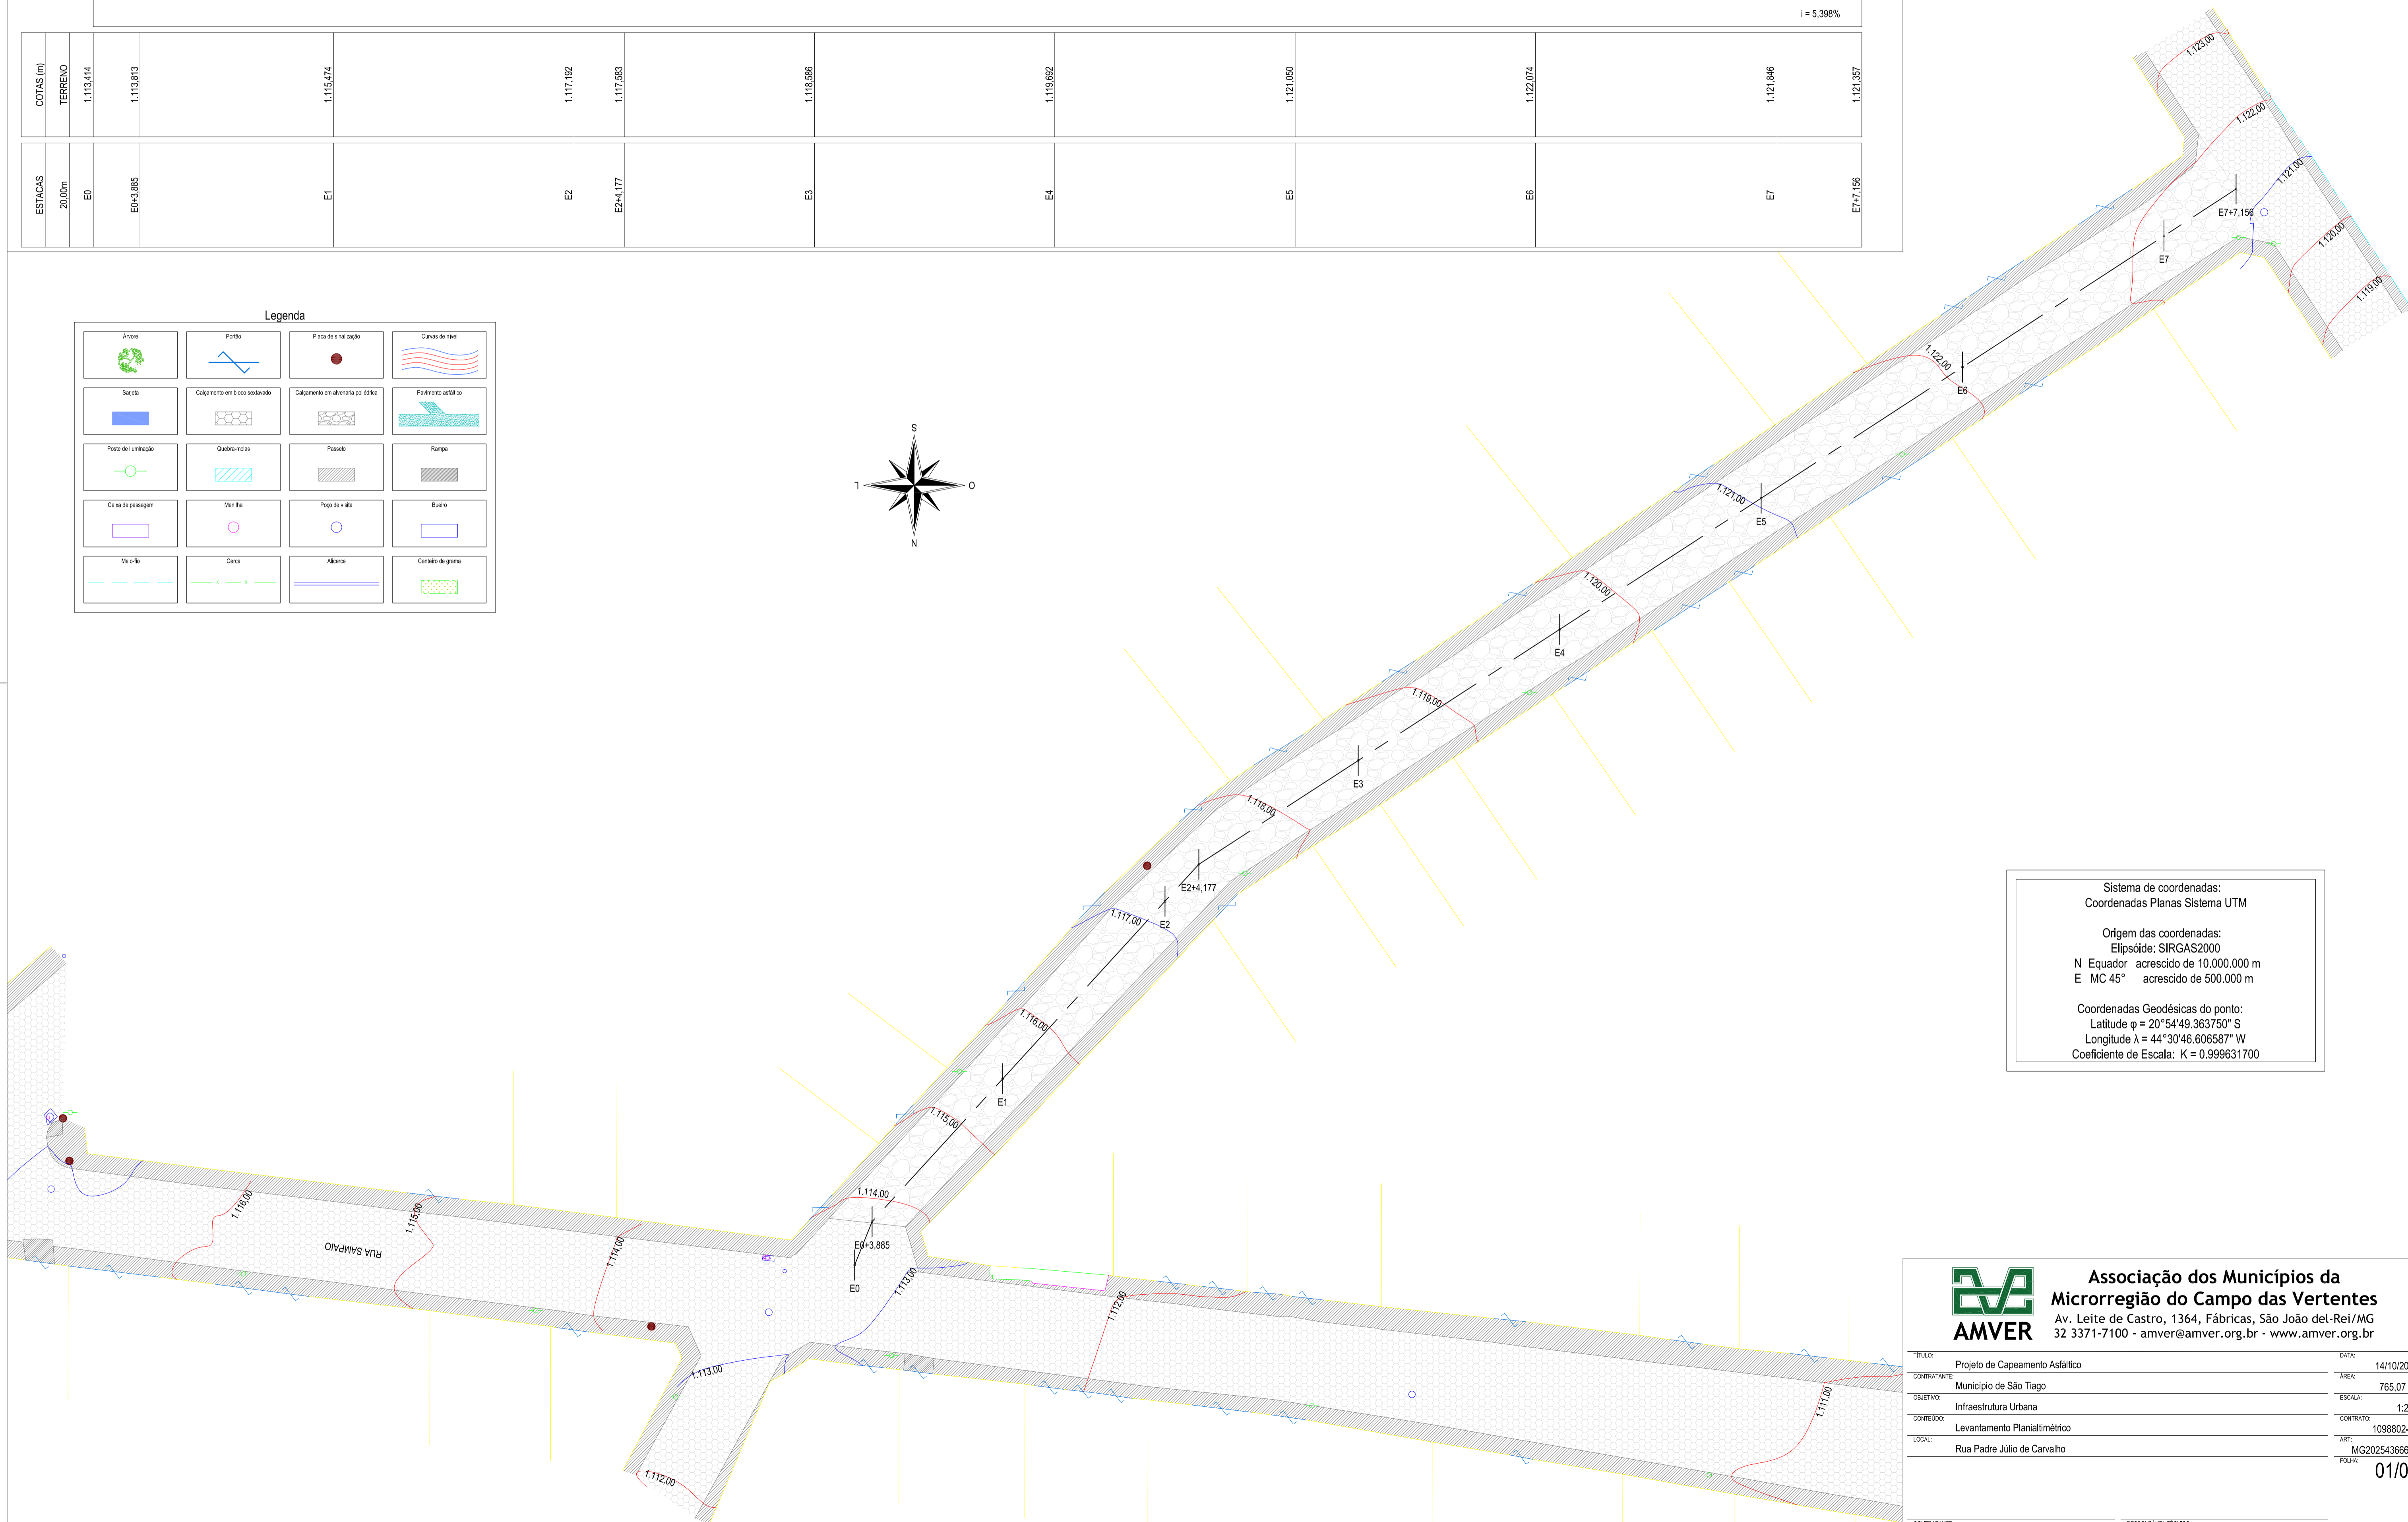 i = 5,398%
COTAS (m)
TERRENO
1.113,414
1.113,813
1.115,474
1.117,192
1.117,583
1.118,586
1.119,692
1.121,050
1.122,074
1.121,846
1.121,357
ESTACAS
20,00m
E0
E0+3,885
E1
E2
E2+4,177
E3
E4
E5
E6
E7
E7+7,156
Legenda
Árvore
Portão
Placa de sinalização
Curvas de nível
Sarjeta
Calçamento em bloco sextavado
Calçamento em alvenaria poliédrica
Pavimento asfáltico
Poste de iluminação
Quebra-molas
Passeio
Rampa
Caixa de passagem
Manilha
Poço de visita
Bueiro
Meio-fio
Cerca
Alicerce
Canteiro de grama
S
L
O
N
1.123,00
1.122,00
1.121,00
1.120,00
1.119,00
E7+7,156
E7
1.122,00
E6
1.121,00
E5
1.120,00
E4
1.119,00
E3
1.118,00
E2+4,177
E2
1.117,00
1.116,00
E1
1.115,00
1.114,00
E0+3,885
E0
1.116,00
RUA SAMPAIO
1.115,00
1.114,00
1.113,00
1.112,00
1.113,00
1.112,00
1.111,00
Sistema de coordenadas:
Coordenadas Planas Sistema UTM
Origem das coordenadas:
Elipsóide: SIRGAS2000
N Equador acrescido de 10.000.000 m
E MC 45° acrescido de 500.000 m
Coordenadas Geodésicas do ponto:
Latitude φ = 20°54'49.363750" S
Longitude λ = 44°30'46.606587" W
Coeficiente de Escala: K = 0.999631700
AMVER
Associação dos Municípios da
Microrregião do Campo das Vertentes
Av. Leite de Castro, 1364, Fábricas, São João del-Rei/MG
32 3371-7100 - amver@amver.org.br - www.amver.org.br
TÍTULO:
Projeto de Capeamento Asfáltico
DATA:
14/10/20
CONTRATANTE:
Município de São Tiago
ÁREA:
765,07
OBJETIVO:
Infraestrutura Urbana
ESCALA:
1:2
CONTEÚDO:
Levantamento Planialtimétrico
CONTRATO:
1098802
LOCAL:
Rua Padre Júlio de Carvalho
ART:
MG202543666
FOLHA:
01/0